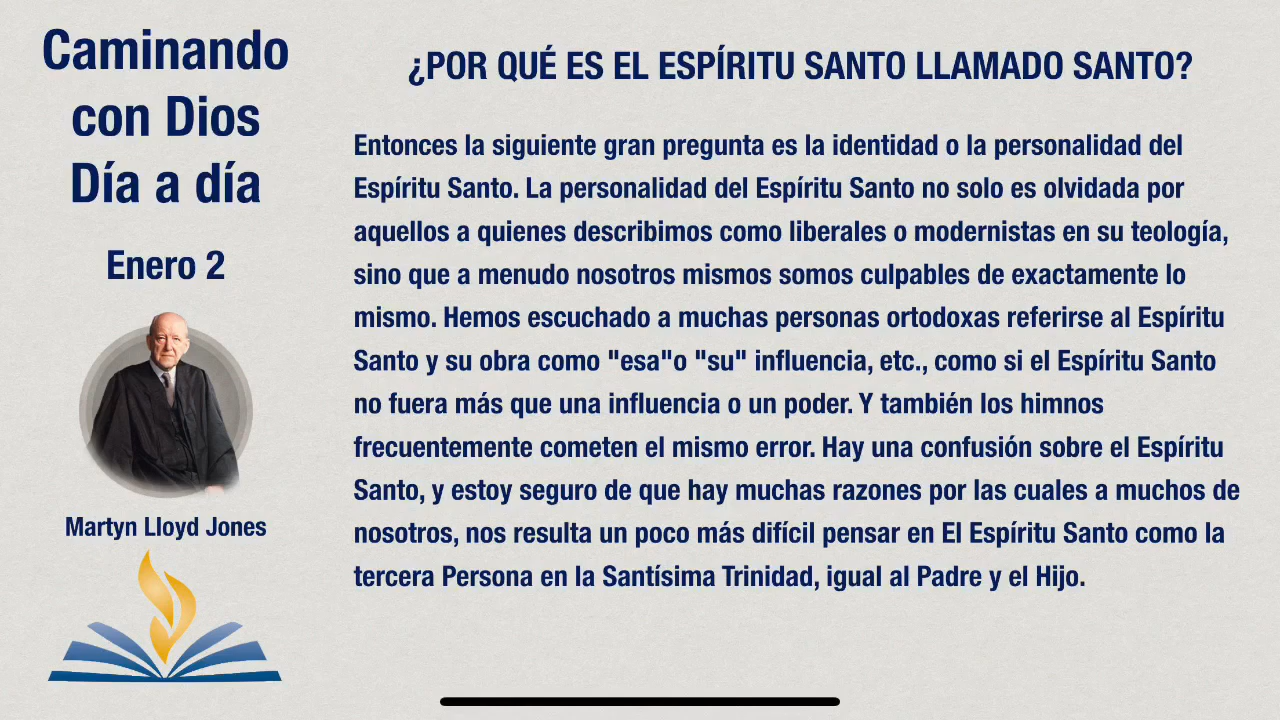 Caminando
con Dios
Día a día
Enero 2
Martyn Lloyd Jones
¿POR QUÉ ES EL ESPÍRITU SANTO LLAMADO SANTO?
Entonces la siguiente gran pregunta es la identidad o la personalidad del
Espíritu Santo. La personalidad del Espíritu Santo no solo es olvidada por
aquellos a quienes describimos como liberales o modernistas en su teología,
sino que a menudo nosotros mismos somos culpables de exactamente lo
mismo. Hemos escuchado a muchas personas ortodoxas referirse al Espíritu
Santo y su obra como "esa"o "su" influencia, etc., como si el Espíritu Santo
no fuera más que una influencia o un poder. Y también los himnos
frecuentemente cometen el mismo error. Hay una confusión sobre el Espíritu
Santo, y estoy seguro de que hay muchas razones por las cuales a muchos de
nosotros, nos resulta un poco más difícil pensar en El Espíritu Santo como la
tercera Persona en la Santísima Trinidad, igual al Padre y el Hijo.